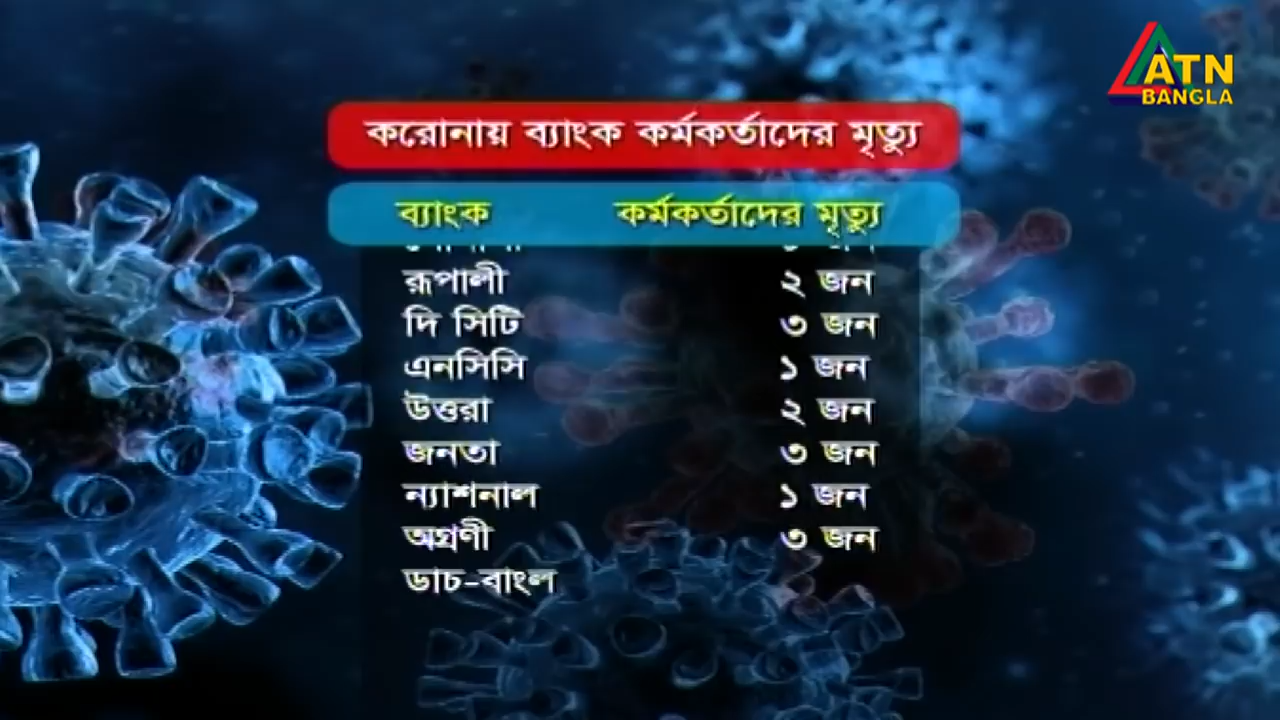 ATN
BANGLA
করোনায় ব্যাংক কর্মকর্তাদের মৃত্যু
ব্যাংক কর্মকর্তাদের মৃত্যু
রূপালী ২ জন
দি সিটি ৩ জন
এনসিসি ১ জন
উত্তরা ২ জন
জনতা ৩ জন
ন্যাশনাল ১ জন
অগ্রণী ৩ জন
ডাচ-বাংল